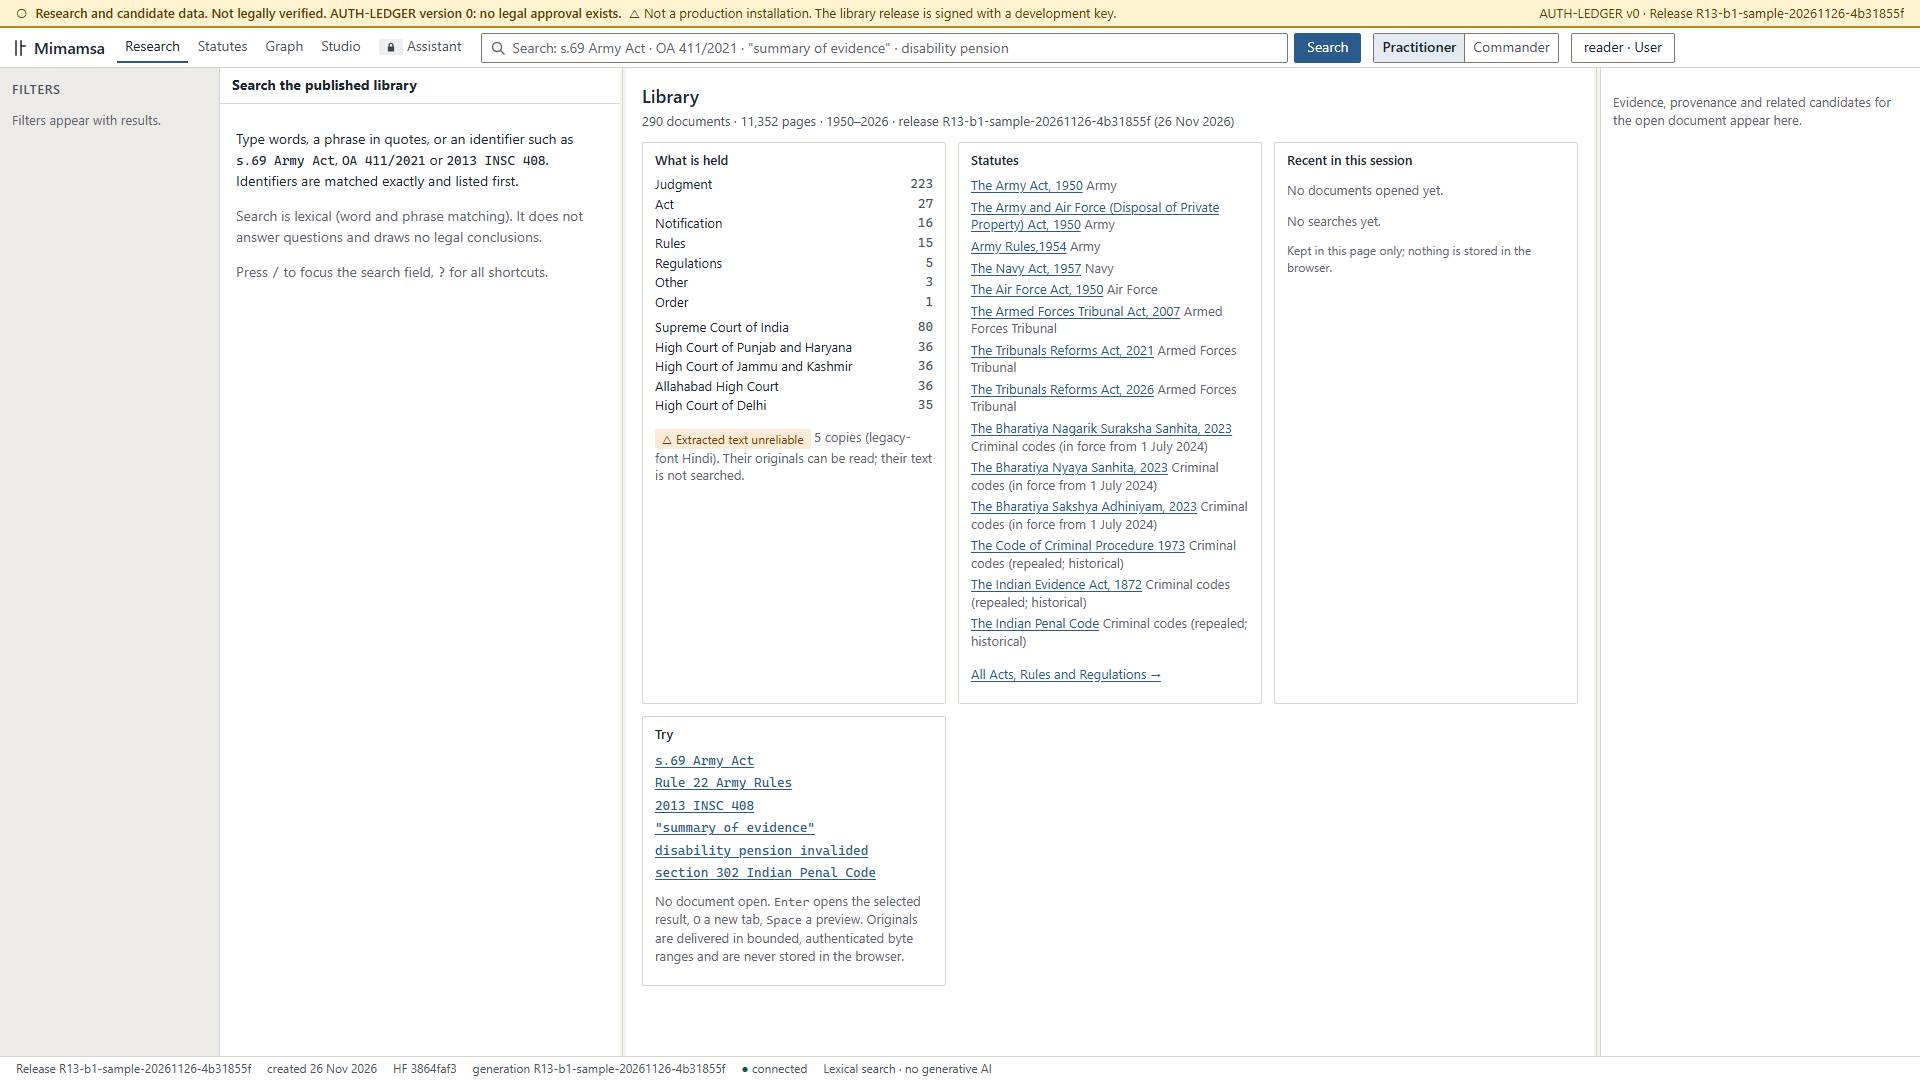 Research and candidate data. Not legally verified. AUTH-LEDGER version 0: no legal approval exists. ⚠ Not a production installation. The library release is signed with a development key. AUTH-LEDGER v0 · Release R13-b1-sample-20261126-4b31855f
Mimamsa Research Statutes Graph Studio Assistant Search: s.69 Army Act · OA 411/2021 · "summary of evidence" · disability pension Search Practitioner Commander reader · User
FILTERS
Filters appear with results.
Search the published library
Type words, a phrase in quotes, or an identifier such as
s.69 Army Act, OA 411/2021 or 2013 INSC 408.
Identifiers are matched exactly and listed first.
Search is lexical (word and phrase matching). It does not
answer questions and draws no legal conclusions.
Press / to focus the search field, ? for all shortcuts.
Library
290 documents · 11,352 pages · 1950–2026 · release R13-b1-sample-20261126-4b31855f (26 Nov 2026)
What is held
Judgment 223
Act 27
Notification 16
Rules 15
Regulations 5
Other 3
Order 1
Supreme Court of India 80
High Court of Punjab and Haryana 36
High Court of Jammu and Kashmir 36
Allahabad High Court 36
High Court of Delhi 35
⚠ Extracted text unreliable 5 copies (legacy-
font Hindi). Their originals can be read; their text
is not searched.
Statutes
The Army Act, 1950 Army
The Army and Air Force (Disposal of Private
Property) Act, 1950 Army
Army Rules,1954 Army
The Navy Act, 1957 Navy
The Air Force Act, 1950 Air Force
The Armed Forces Tribunal Act, 2007 Armed
Forces Tribunal
The Tribunals Reforms Act, 2021 Armed Forces
Tribunal
The Tribunals Reforms Act, 2026 Armed Forces
Tribunal
The Bharatiya Nagarik Suraksha Sanhita, 2023
Criminal codes (in force from 1 July 2024)
The Bharatiya Nyaya Sanhita, 2023 Criminal
codes (in force from 1 July 2024)
The Bharatiya Sakshya Adhiniyam, 2023 Criminal
codes (in force from 1 July 2024)
The Code of Criminal Procedure 1973 Criminal
codes (repealed; historical)
The Indian Evidence Act, 1872 Criminal codes
(repealed; historical)
The Indian Penal Code Criminal codes (repealed;
historical)
All Acts, Rules and Regulations →
Recent in this session
No documents opened yet.
No searches yet.
Kept in this page only; nothing is stored in the
browser.
Try
s.69 Army Act
Rule 22 Army Rules
2013 INSC 408
"summary of evidence"
disability pension invalided
section 302 Indian Penal Code
No document open. Enter opens the selected
result, O a new tab, Space a preview. Originals
are delivered in bounded, authenticated byte
ranges and are never stored in the browser.
Evidence, provenance and related candidates for
the open document appear here.
Release R13-b1-sample-20261126-4b31855f created 26 Nov 2026 HF 3864faf3 generation R13-b1-sample-20261126-4b31855f ● connected Lexical search · no generative AI